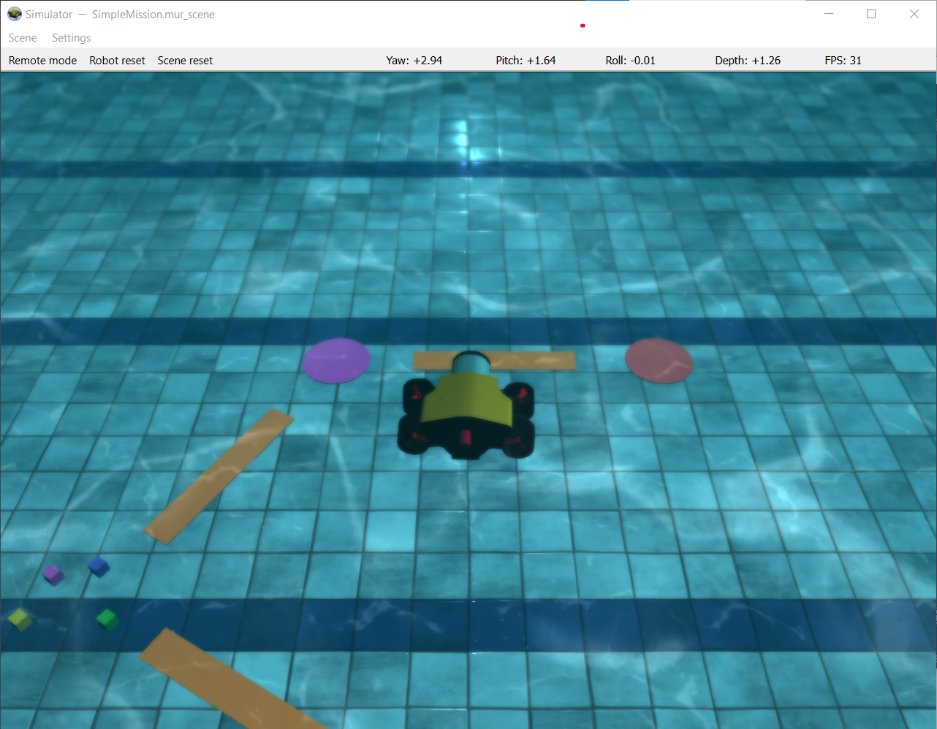 Simulator — SimpleMission.mur_scene
Scene Settings
Remote mode Robot reset Scene reset Yaw: +2.94 Pitch: +1.64 Roll: -0.01 Depth: +1.26 FPS: 31